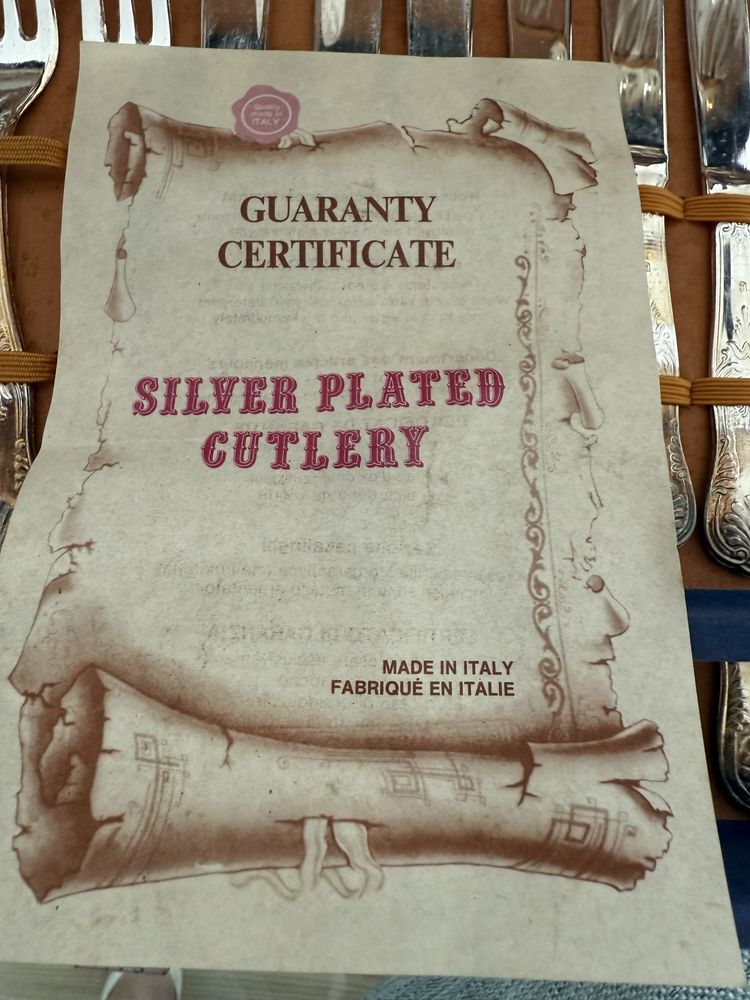 Quality
made in
ITALY
GUARANTY
CERTIFICATE
SILVER PLATED
CUTLERY
MADE IN ITALY
FABRIQUÉ EN ITALIE